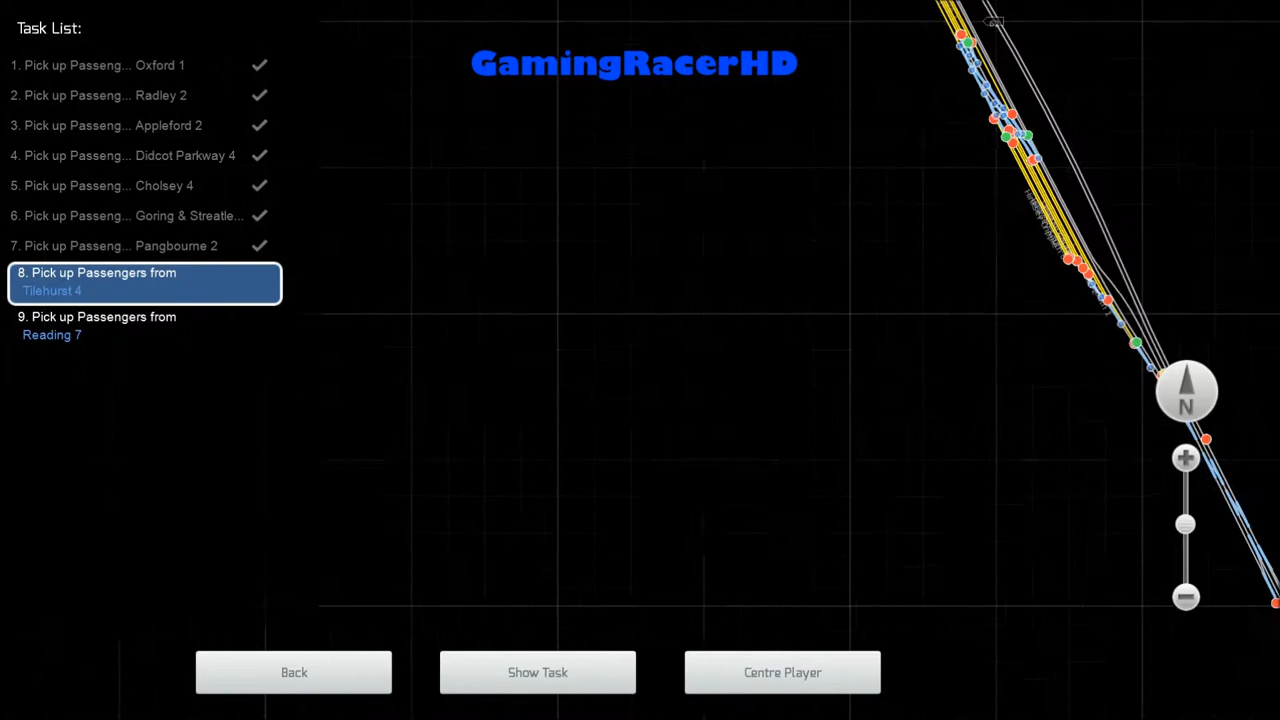 Task List:
GamingRacerHD
1. Pick up Passeng... Oxford 1
2. Pick up Passeng... Radley 2
3. Pick up Passeng... Appleford 2
4. Pick up Passeng... Didcot Parkway 4
5. Pick up Passeng... Cholsey 4
6. Pick up Passeng... Goring & Streatle...
7. Pick up Passeng... Pangbourne 2
8. Pick up Passengers from
Tilehurst 4
9. Pick up Passengers from
Reading 7
N
Back
Show Task
Centre Player